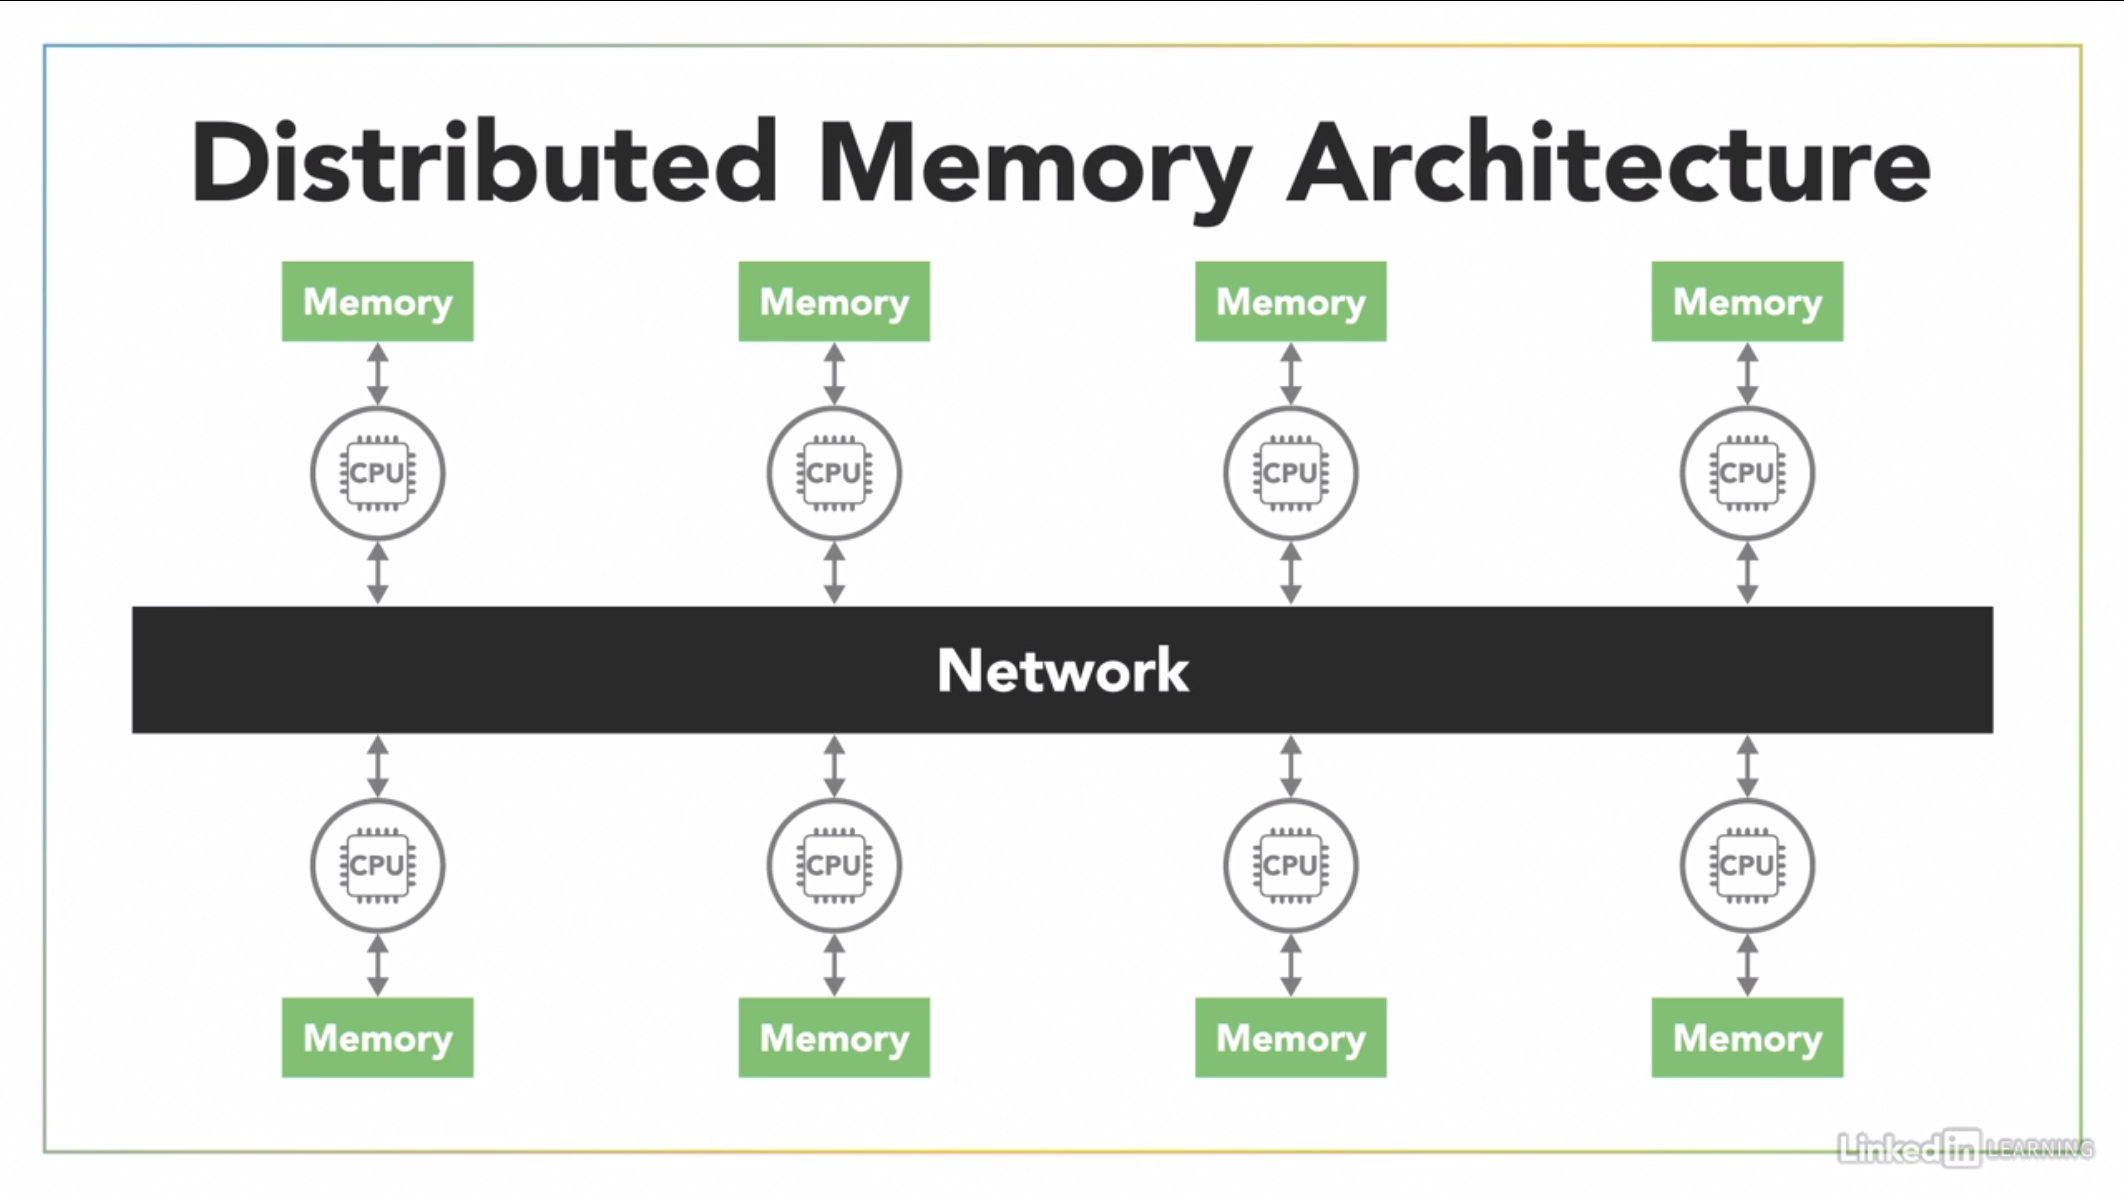 Distributed Memory Architecture
Memory Memory Memory Memory
CPU CPU CPU CPU
Network
CPU CPU CPU CPU
Memory Memory Memory Memory
Linked in LEARNING